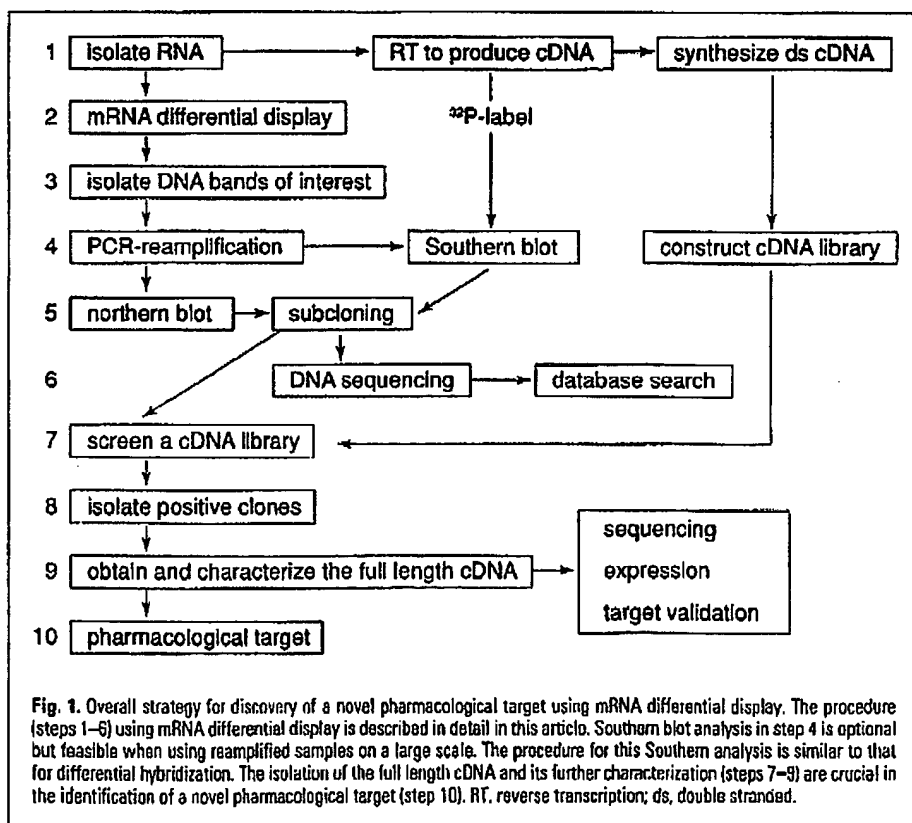 1 isolate RNA RT to produce cDNA synthesize ds cDNA
2 mRNA differential display ³²P-label
3 isolate DNA bands of interest
4 PCR-reamplification Southern blot construct cDNA library
5 northern blot subcloning
6 DNA sequencing database search
7 screen a cDNA library
8 isolate positive clones
9 obtain and characterize the full length cDNA
sequencing
expression
target validation
10 pharmacological target
Fig. 1. Overall strategy for discovery of a novel pharmacological target using mRNA differential display. The procedure
(steps 1–6) using mRNA differential display is described in detail in this article. Southern blot analysis in step 4 is optional
but feasible when using reamplified samples on a large scale. The procedure for this Southern analysis is similar to that
for differential hybridization. The isolation of the full length cDNA and its further characterization (steps 7–9) are crucial in
the identification of a novel pharmacological target (step 10). RT, reverse transcription; ds, double stranded.